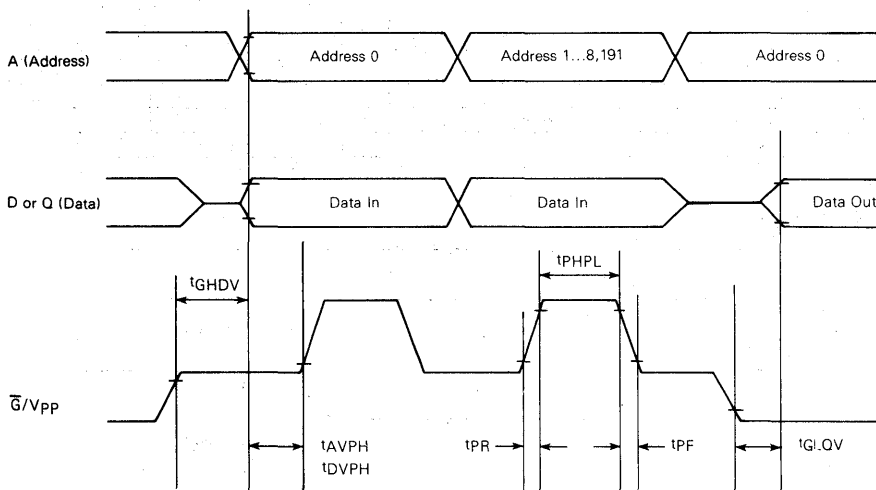 A (Address)
Address 0
Address 1...8,191
Address 0
D or Q (Data)
Data In
Data In
Data Out
tGHDV
tPHPL
G̅/VPP
tAVPH
tDVPH
tPR
tPF
tGLQV